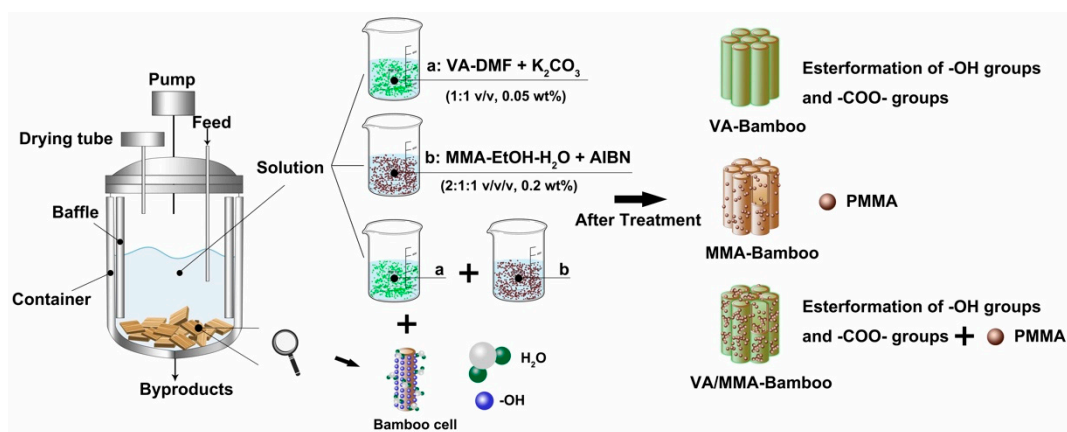 Pump
Feed
Drying tube
Solution
Baffle
Container
Byproducts
a: VA-DMF + K₂CO₃
(1:1 v/v, 0.05 wt%)
b: MMA-EtOH-H₂O + AIBN
(2:1:1 v/v/v, 0.2 wt%)
a
+
b
+
H₂O
-OH
Bamboo cell
After Treatment
Esterformation of -OH groups
and -COO- groups
VA-Bamboo
PMMA
MMA-Bamboo
Esterformation of -OH groups
and -COO- groups + PMMA
VA/MMA-Bamboo